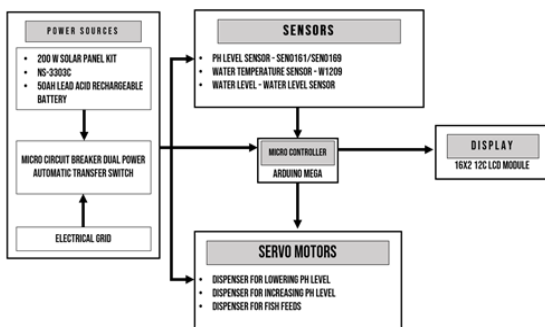 POWER SOURCES
• 200 W SOLAR PANEL KIT
• NS-3303C
• 50AH LEAD ACID RECHARGEABLE
BATTERY
MICRO CIRCUIT BREAKER DUAL POWER
AUTOMATIC TRANSFER SWITCH
ELECTRICAL GRID
SENSORS
• PH LEVEL SENSOR - SEN0161/SEN0169
• WATER TEMPERATURE SENSOR - W1209
• WATER LEVEL - WATER LEVEL SENSOR
MICRO CONTROLLER
ARDUINO MEGA
DISPLAY
16X2 12C LCD MODULE
SERVO MOTORS
• DISPENSER FOR LOWERING PH LEVEL
• DISPENSER FOR INCREASING PH LEVEL
• DISPENSER FOR FISH FEEDS